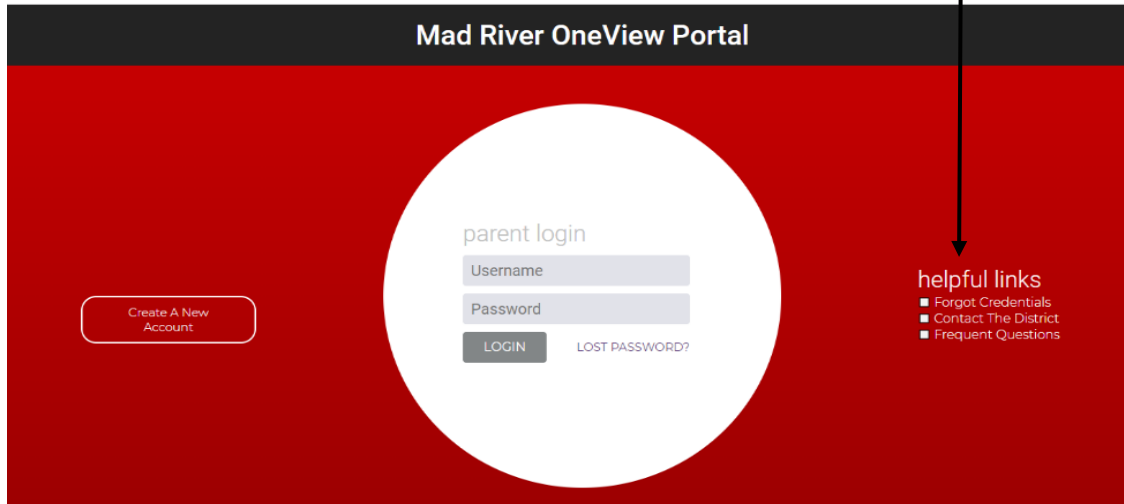 Mad River OneView Portal
parent login
Username
Password
LOGIN
LOST PASSWORD?
Create A New
Account
helpful links
Forgot Credentials
Contact The District
Frequent Questions